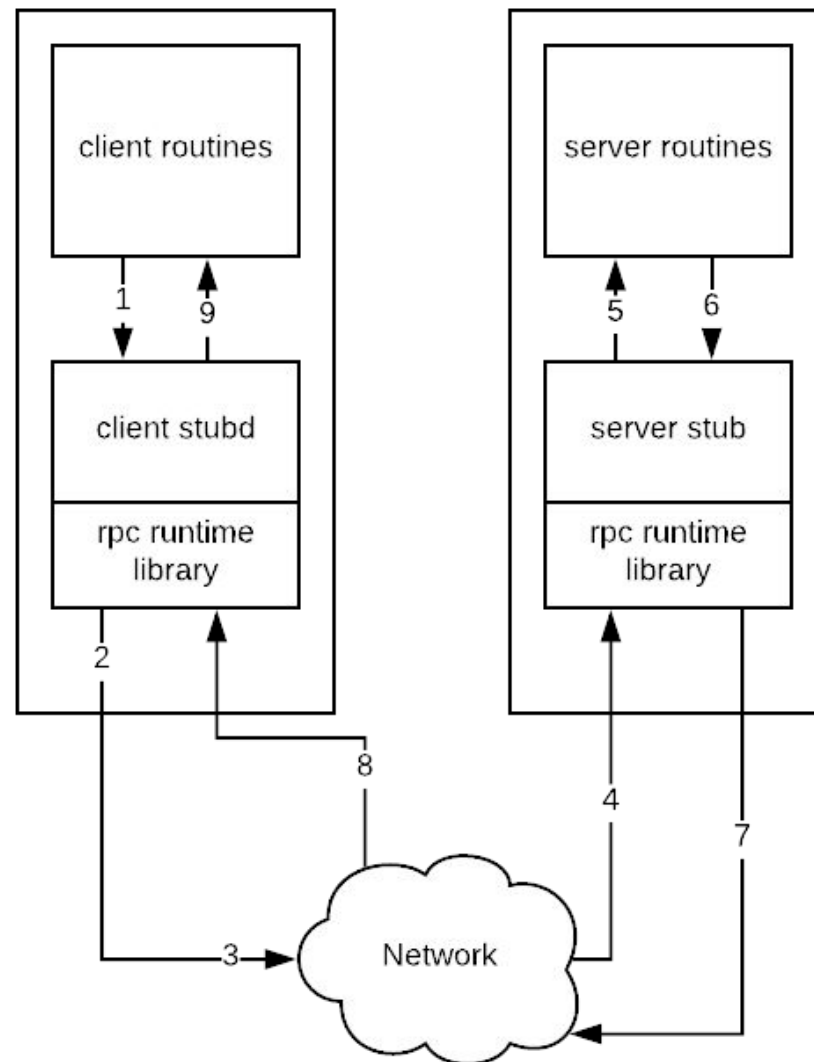 client routines
server routines
1
9
5
6
client stubd
server stub
rpc runtime
library
rpc runtime
library
2
8
4
7
3
Network